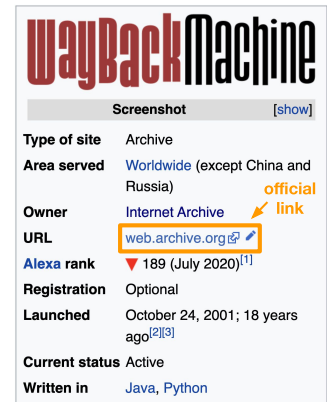 WayBackMachine
Screenshot [show]
Type of site Archive
Area served Worldwide (except China and
Russia)
official
link
Owner Internet Archive
URL web.archive.org
Alexa rank ▼ 189 (July 2020)[1]
Registration Optional
Launched October 24, 2001; 18 years
ago[2][3]
Current status Active
Written in Java, Python